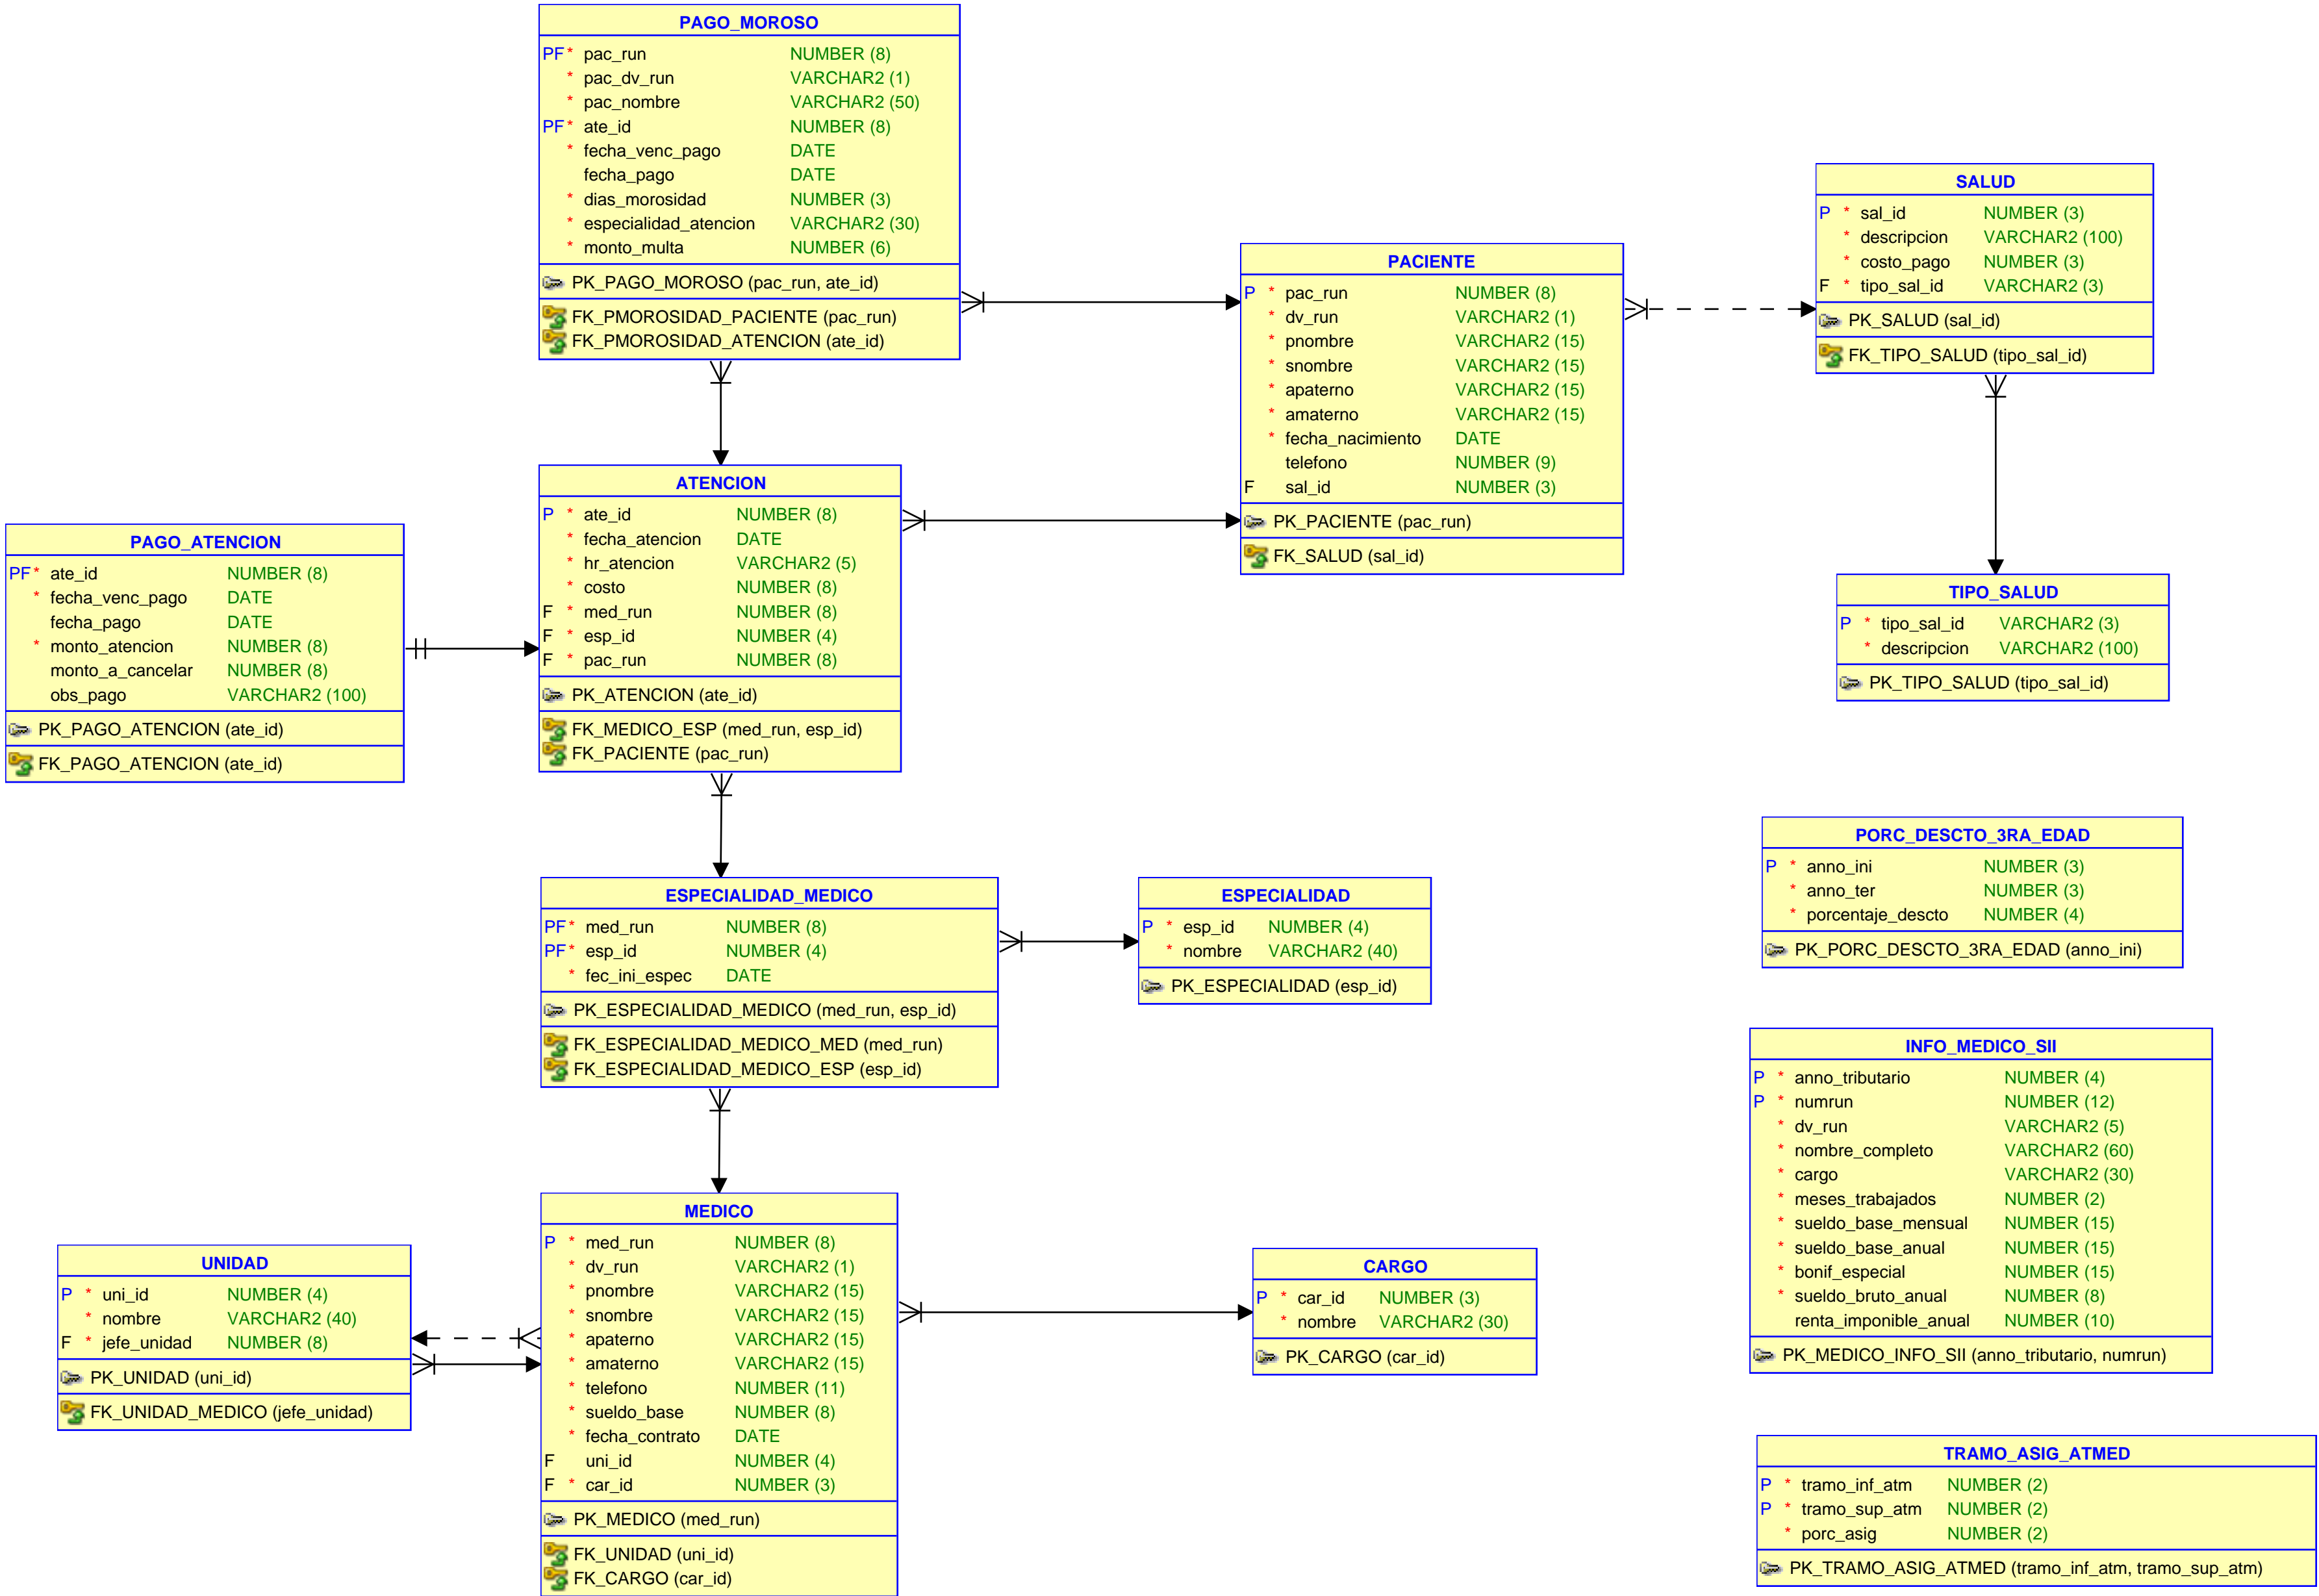 PAGO_MOROSO
PF * pac_run NUMBER (8)
* pac_dv_run VARCHAR2 (1)
* pac_nombre VARCHAR2 (50)
PF * ate_id NUMBER (8)
* fecha_venc_pago DATE
fecha_pago DATE
* dias_morosidad NUMBER (3)
* especialidad_atencion VARCHAR2 (30)
* monto_multa NUMBER (6)
PK_PAGO_MOROSO (pac_run, ate_id)
FK_PMOROSIDAD_PACIENTE (pac_run)
FK_PMOROSIDAD_ATENCION (ate_id)
SALUD
P * sal_id NUMBER (3)
* descripcion VARCHAR2 (100)
* costo_pago NUMBER (3)
F * tipo_sal_id VARCHAR2 (3)
PK_SALUD (sal_id)
FK_TIPO_SALUD (tipo_sal_id)
PACIENTE
P * pac_run NUMBER (8)
* dv_run VARCHAR2 (1)
* pnombre VARCHAR2 (15)
* snombre VARCHAR2 (15)
* apaterno VARCHAR2 (15)
* amaterno VARCHAR2 (15)
* fecha_nacimiento DATE
telefono NUMBER (9)
F sal_id NUMBER (3)
PK_PACIENTE (pac_run)
FK_SALUD (sal_id)
ATENCION
P * ate_id NUMBER (8)
* fecha_atencion DATE
* hr_atencion VARCHAR2 (5)
* costo NUMBER (8)
F * med_run NUMBER (8)
F * esp_id NUMBER (4)
F * pac_run NUMBER (8)
PK_ATENCION (ate_id)
FK_MEDICO_ESP (med_run, esp_id)
FK_PACIENTE (pac_run)
PAGO_ATENCION
PF * ate_id NUMBER (8)
* fecha_venc_pago DATE
fecha_pago DATE
* monto_atencion NUMBER (8)
monto_a_cancelar NUMBER (8)
obs_pago VARCHAR2 (100)
PK_PAGO_ATENCION (ate_id)
FK_PAGO_ATENCION (ate_id)
TIPO_SALUD
P * tipo_sal_id VARCHAR2 (3)
* descripcion VARCHAR2 (100)
PK_TIPO_SALUD (tipo_sal_id)
PORC_DESCTO_3RA_EDAD
P * anno_ini NUMBER (3)
* anno_ter NUMBER (3)
* porcentaje_descto NUMBER (4)
PK_PORC_DESCTO_3RA_EDAD (anno_ini)
ESPECIALIDAD_MEDICO
PF * med_run NUMBER (8)
PF * esp_id NUMBER (4)
* fec_ini_espec DATE
PK_ESPECIALIDAD_MEDICO (med_run, esp_id)
FK_ESPECIALIDAD_MEDICO_MED (med_run)
FK_ESPECIALIDAD_MEDICO_ESP (esp_id)
ESPECIALIDAD
P * esp_id NUMBER (4)
* nombre VARCHAR2 (40)
PK_ESPECIALIDAD (esp_id)
INFO_MEDICO_SII
P * anno_tributario NUMBER (4)
P * numrun NUMBER (12)
* dv_run VARCHAR2 (5)
* nombre_completo VARCHAR2 (60)
* cargo VARCHAR2 (30)
* meses_trabajados NUMBER (2)
* sueldo_base_mensual NUMBER (15)
* sueldo_base_anual NUMBER (15)
* bonif_especial NUMBER (15)
* sueldo_bruto_anual NUMBER (8)
renta_imponible_anual NUMBER (10)
PK_MEDICO_INFO_SII (anno_tributario, numrun)
MEDICO
P * med_run NUMBER (8)
* dv_run VARCHAR2 (1)
* pnombre VARCHAR2 (15)
* snombre VARCHAR2 (15)
* apaterno VARCHAR2 (15)
* amaterno VARCHAR2 (15)
* telefono NUMBER (11)
* sueldo_base NUMBER (8)
* fecha_contrato DATE
F uni_id NUMBER (4)
F * car_id NUMBER (3)
PK_MEDICO (med_run)
FK_UNIDAD (uni_id)
FK_CARGO (car_id)
UNIDAD
P * uni_id NUMBER (4)
* nombre VARCHAR2 (40)
F * jefe_unidad NUMBER (8)
PK_UNIDAD (uni_id)
FK_UNIDAD_MEDICO (jefe_unidad)
CARGO
P * car_id NUMBER (3)
* nombre VARCHAR2 (30)
PK_CARGO (car_id)
TRAMO_ASIG_ATMED
P * tramo_inf_atm NUMBER (2)
P * tramo_sup_atm NUMBER (2)
* porc_asig NUMBER (2)
PK_TRAMO_ASIG_ATMED (tramo_inf_atm, tramo_sup_atm)